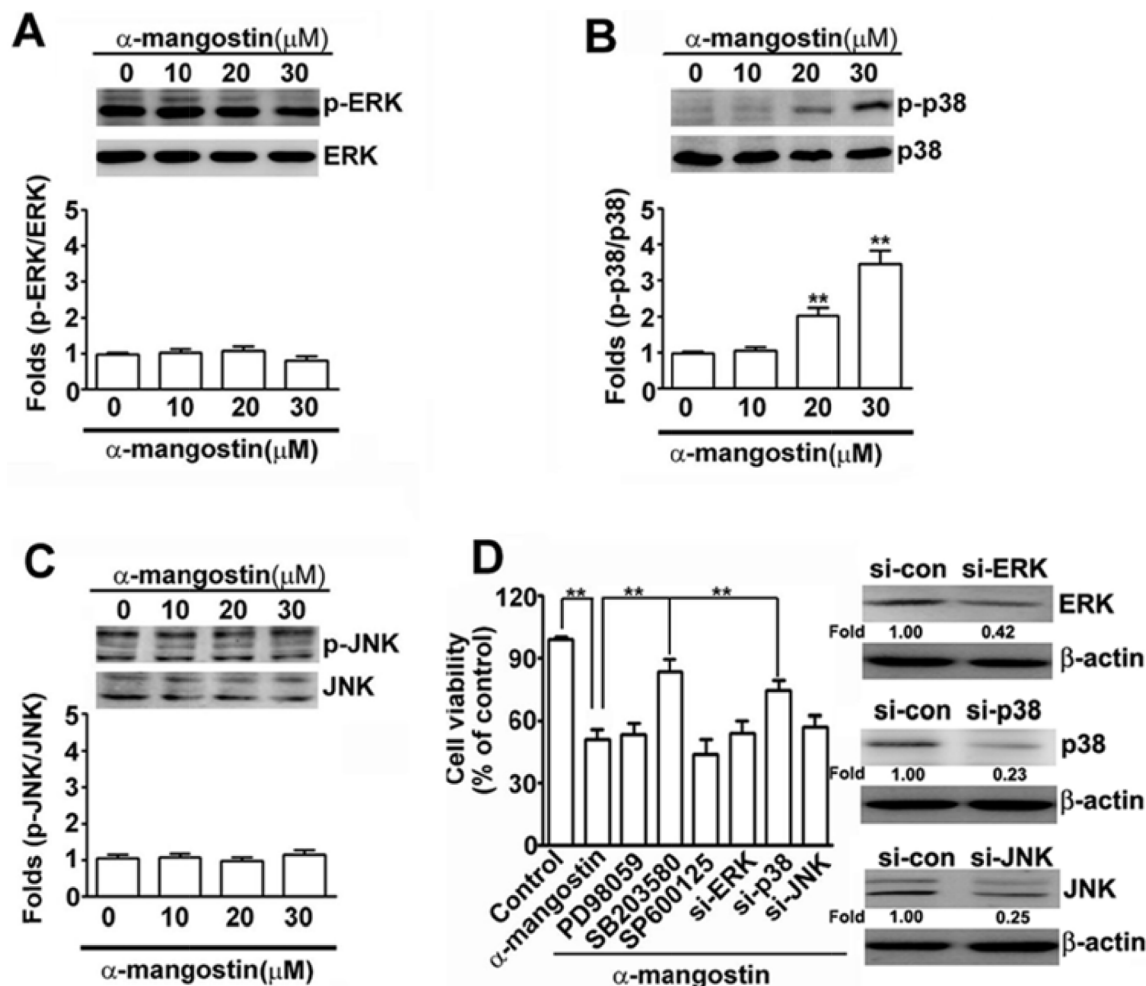 A
α-mangostin(μM)
0 10 20 30
p-ERK
ERK
Folds (p-ERK/ERK)
5
4
3
2
1
0
0 10 20 30
α-mangostin(μM)
B
α-mangostin(μM)
0 10 20 30
p-p38
p38
Folds (p-p38/p38)
5
4
3
2
1
0
**
**
0 10 20 30
α-mangostin(μM)
C
α-mangostin(μM)
0 10 20 30
p-JNK
JNK
Folds (p-JNK/JNK)
5
4
3
2
1
0
0 10 20 30
α-mangostin(μM)
D
Cell viability
(% of control)
120
90
60
30
0
** ** **
Control
α-mangostin
PD98059
SB203580
SP600125
si-ERK
si-p38
si-JNK
α-mangostin
si-con si-ERK
ERK
Fold 1.00 0.42
β-actin
si-con si-p38
p38
Fold 1.00 0.23
β-actin
si-con si-JNK
JNK
Fold 1.00 0.25
β-actin